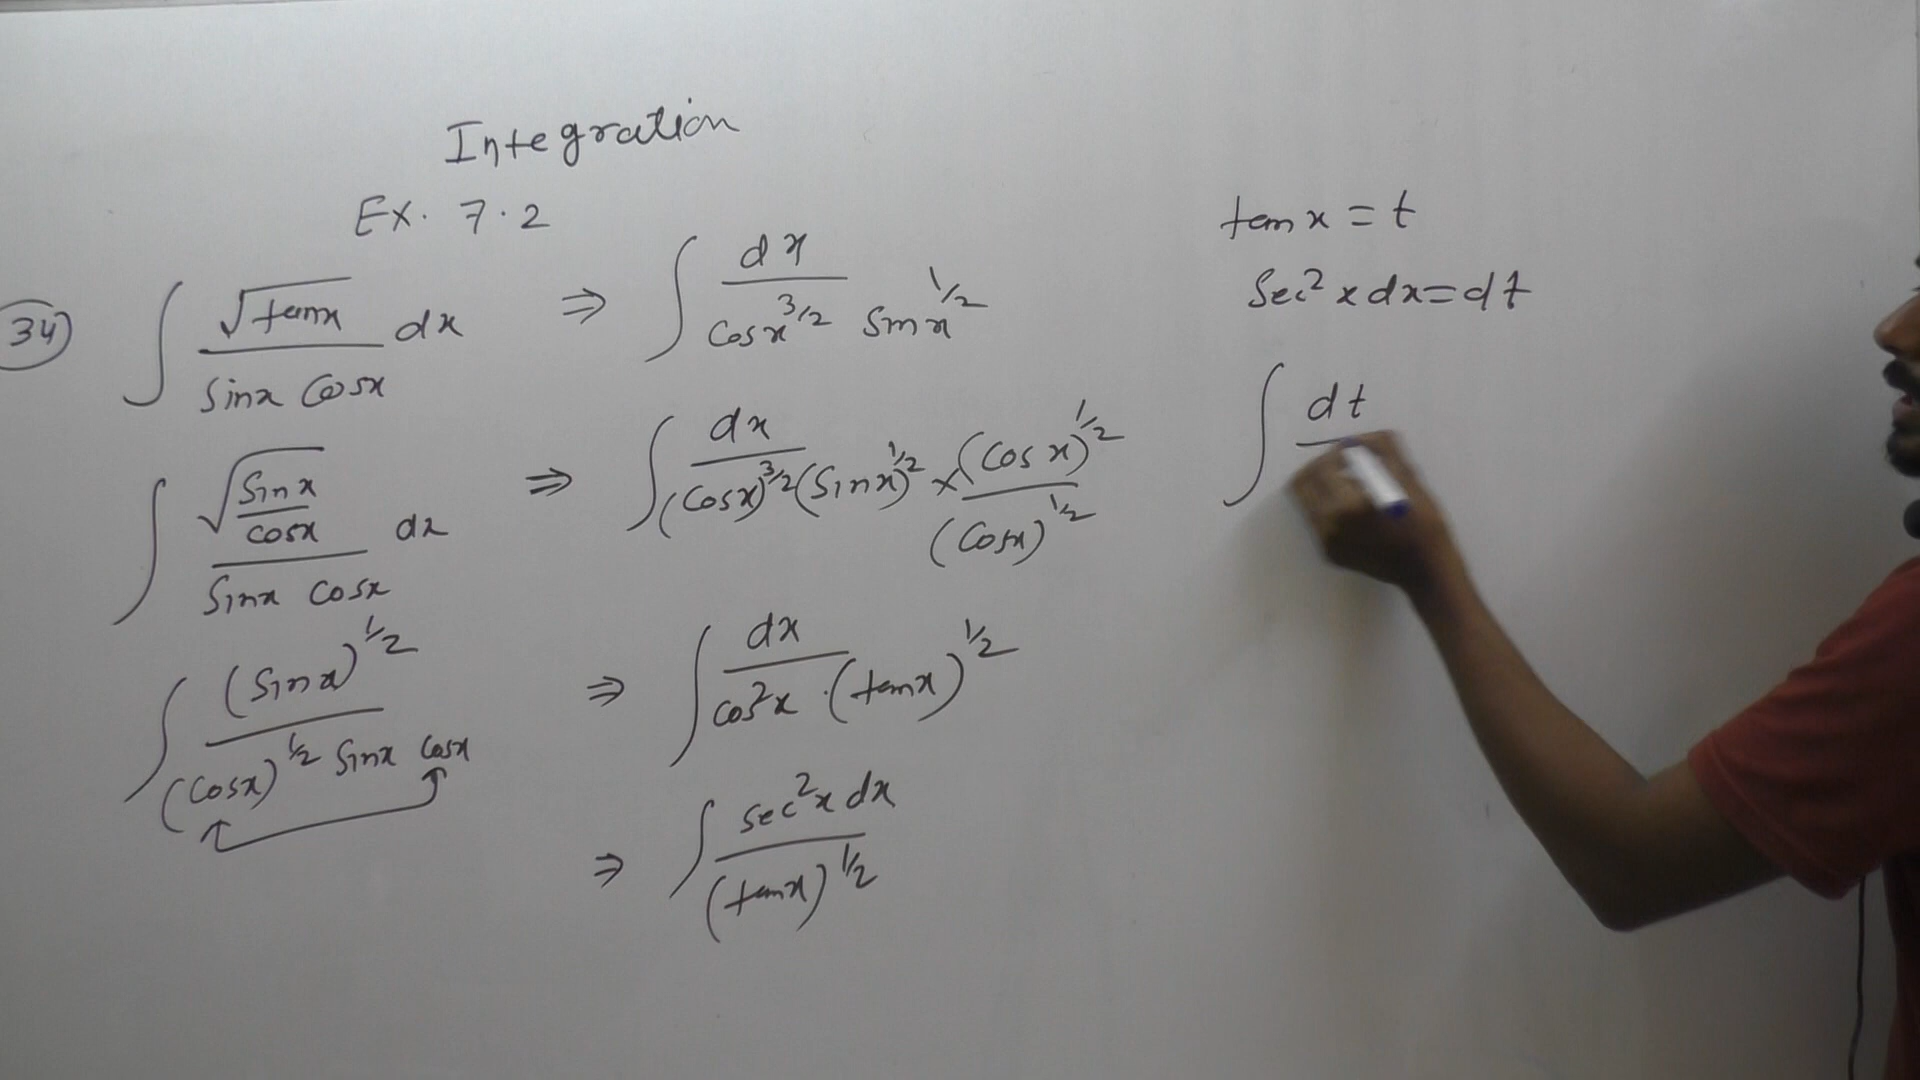 Integration
Ex. 7.2
34) ∫ √tanx / sinx cosx dx
∫ √(sinx/cosx) / sinx cosx dx
∫ (sinx)^1/2 / (cosx)^1/2 sinx cosx
⇒ ∫ dx / cosx^3/2 sinx^1/2
⇒ ∫ dx / (cosx)^3/2 (sinx)^1/2 × (cosx)^1/2 / (cosx)^1/2
⇒ ∫ dx / cos²x · (tanx)^1/2
⇒ ∫ sec²x dx / (tanx)^1/2
tanx = t
sec²x dx = dt
∫ dt